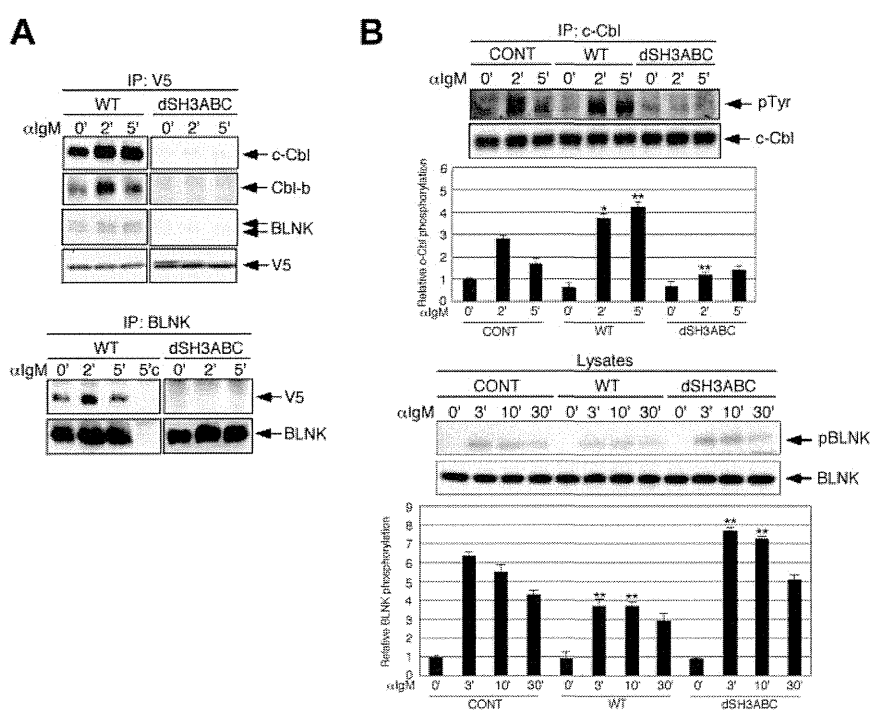 A
IP: V5
WT dSH3ABC
αIgM 0' 2' 5' 0' 2' 5'
c-Cbl
Cbl-b
BLNK
V5
IP: BLNK
WT dSH3ABC
αIgM 0' 2' 5' 5'c 0' 2' 5'
V5
BLNK
B
IP: c-Cbl
CONT WT dSH3ABC
αIgM 0' 2' 5' 0' 2' 5' 0' 2' 5'
pTyr
c-Cbl
Relative c-Cbl phosphorylation
6
5
4
3
2
1
0
* ** **
αIgM 0' 2' 5' 0' 2' 5' 0' 2' 5'
CONT WT dSH3ABC
Lysates
CONT WT dSH3ABC
αIgM 0' 3' 10' 30' 0' 3' 10' 30' 0' 3' 10' 30'
pBLNK
BLNK
Relative BLNK phosphorylation
9
8
7
6
5
4
3
2
1
0
** ** ** **
αIgM 0' 3' 10' 30' 0' 3' 10' 30' 0' 3' 10' 30'
CONT WT dSH3ABC